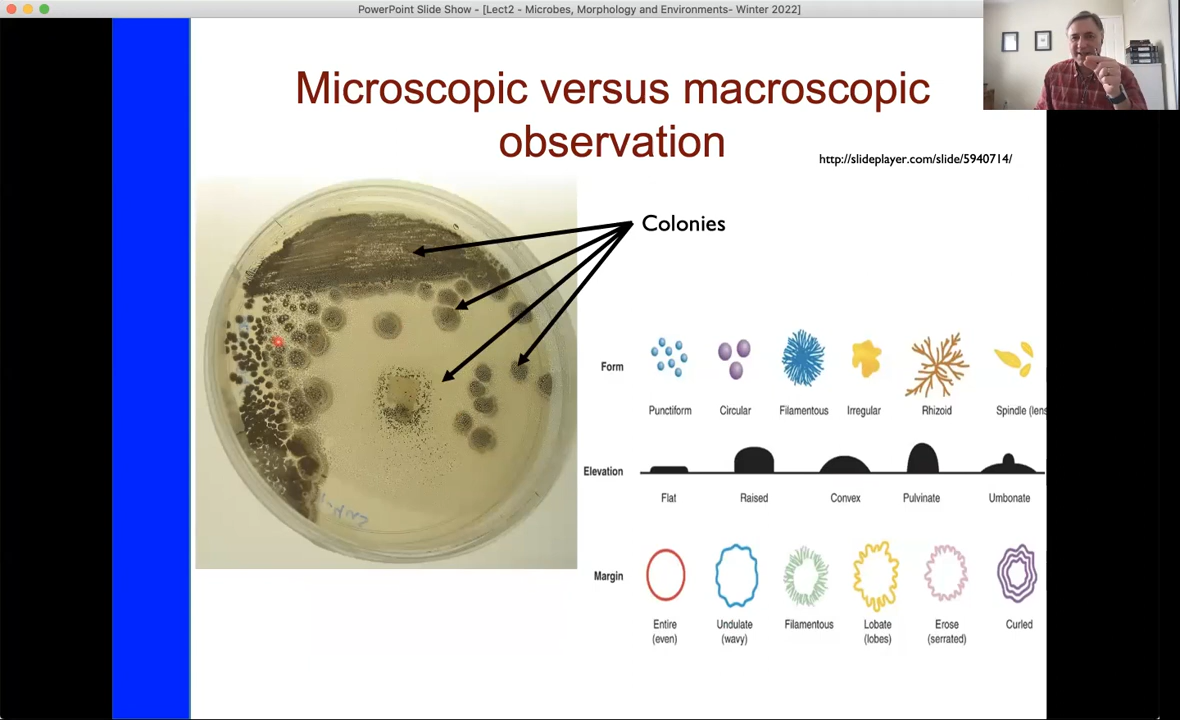 PowerPoint Slide Show - [Lect2 - Microbes, Morphology and Environments- Winter 2022]
Microscopic versus macroscopic
observation
http://slideplayer.com/slide/5940714/
Colonies
Form
Punctiform Circular Filamentous Irregular Rhizoid Spindle (lens
Elevation
Flat Raised Convex Pulvinate Umbonate
Margin
Entire Undulate Filamentous Lobate Erose Curled
(even) (wavy) (lobes) (serrated)